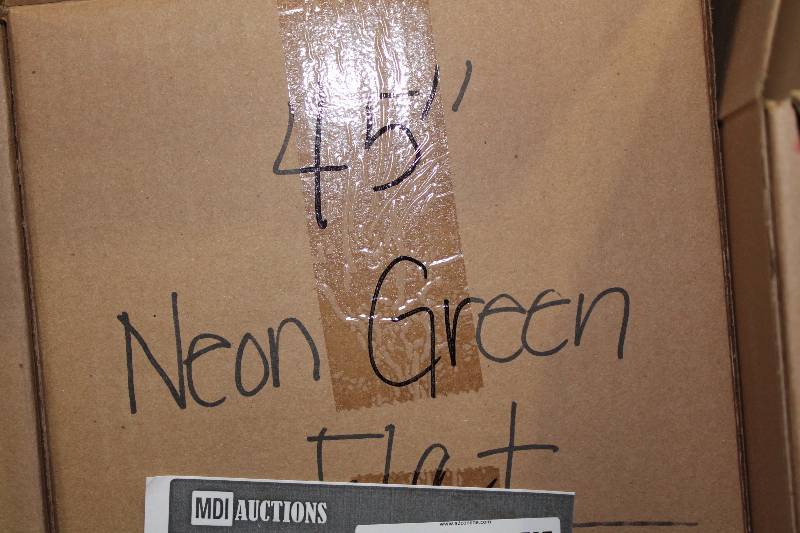 45'
Neon Green
Flat
MDI AUCTIONS